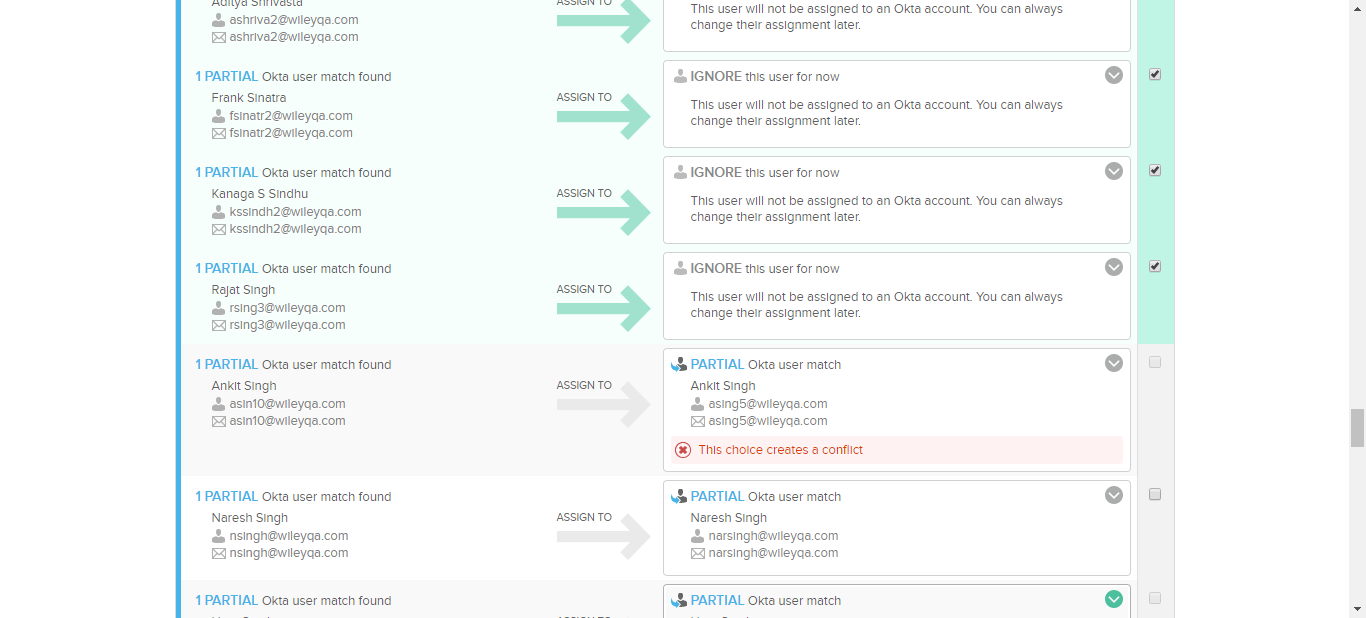 Aditya Shrivasta
ASSIGN TO
This user will not be assigned to an Okta account. You can always
ashriva2@wileyqa.com
change their assignment later.
ashriva2@wileyqa.com
1 PARTIAL Okta user match found
IGNORE this user for now
Frank Sinatra
ASSIGN TO
This user will not be assigned to an Okta account. You can always
fsinatr2@wileyqa.com
change their assignment later.
fsinatr2@wileyqa.com
1 PARTIAL Okta user match found
IGNORE this user for now
Kanaga S Sindhu
ASSIGN TO
This user will not be assigned to an Okta account. You can always
kssindh2@wileyqa.com
change their assignment later.
kssindh2@wileyqa.com
1 PARTIAL Okta user match found
IGNORE this user for now
Rajat Singh
ASSIGN TO
This user will not be assigned to an Okta account. You can always
rsing3@wileyqa.com
change their assignment later.
rsing3@wileyqa.com
1 PARTIAL Okta user match found
PARTIAL Okta user match
Ankit Singh
ASSIGN TO
Ankit Singh
asin10@wileyqa.com
asing5@wileyqa.com
asin10@wileyqa.com
asing5@wileyqa.com
This choice creates a conflict
1 PARTIAL Okta user match found
PARTIAL Okta user match
Naresh Singh
ASSIGN TO
Naresh Singh
nsingh@wileyqa.com
narsingh@wileyqa.com
nsingh@wileyqa.com
narsingh@wileyqa.com
1 PARTIAL Okta user match found
PARTIAL Okta user match